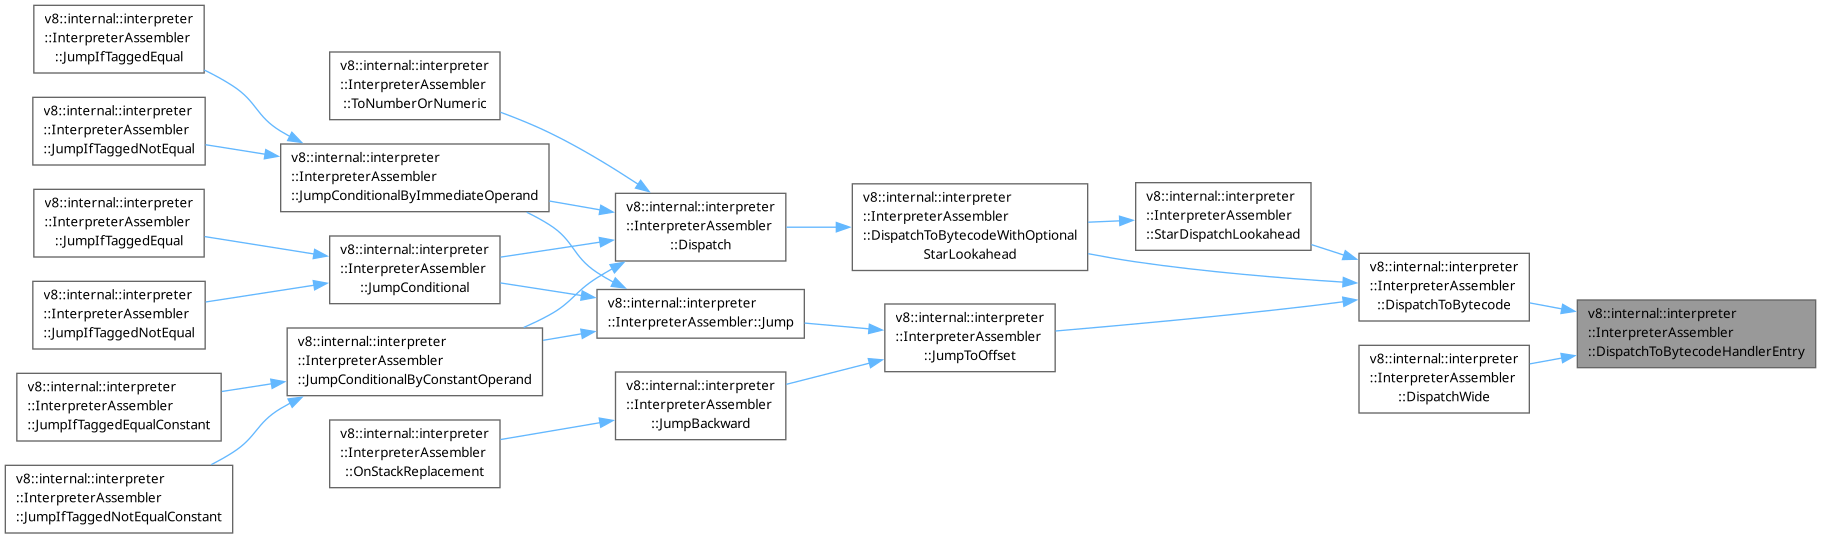 v8::internal::interpreter
::InterpreterAssembler
::JumpIfTaggedEqual
v8::internal::interpreter
::InterpreterAssembler
::JumpIfTaggedNotEqual
v8::internal::interpreter
::InterpreterAssembler
::JumpIfTaggedEqual
v8::internal::interpreter
::InterpreterAssembler
::JumpIfTaggedNotEqual
v8::internal::interpreter
::InterpreterAssembler
::JumpIfTaggedEqualConstant
v8::internal::interpreter
::InterpreterAssembler
::JumpIfTaggedNotEqualConstant
v8::internal::interpreter
::InterpreterAssembler
::ToNumberOrNumeric
v8::internal::interpreter
::InterpreterAssembler
::JumpConditionalByImmediateOperand
v8::internal::interpreter
::InterpreterAssembler
::JumpConditional
v8::internal::interpreter
::InterpreterAssembler
::JumpConditionalByConstantOperand
v8::internal::interpreter
::InterpreterAssembler
::OnStackReplacement
v8::internal::interpreter
::InterpreterAssembler
::Dispatch
v8::internal::interpreter
::InterpreterAssembler::Jump
v8::internal::interpreter
::InterpreterAssembler
::JumpBackward
v8::internal::interpreter
::InterpreterAssembler
::DispatchToBytecodeWithOptional
StarLookahead
v8::internal::interpreter
::InterpreterAssembler
::JumpToOffset
v8::internal::interpreter
::InterpreterAssembler
::StarDispatchLookahead
v8::internal::interpreter
::InterpreterAssembler
::DispatchToBytecode
v8::internal::interpreter
::InterpreterAssembler
::DispatchWide
v8::internal::interpreter
::InterpreterAssembler
::DispatchToBytecodeHandlerEntry